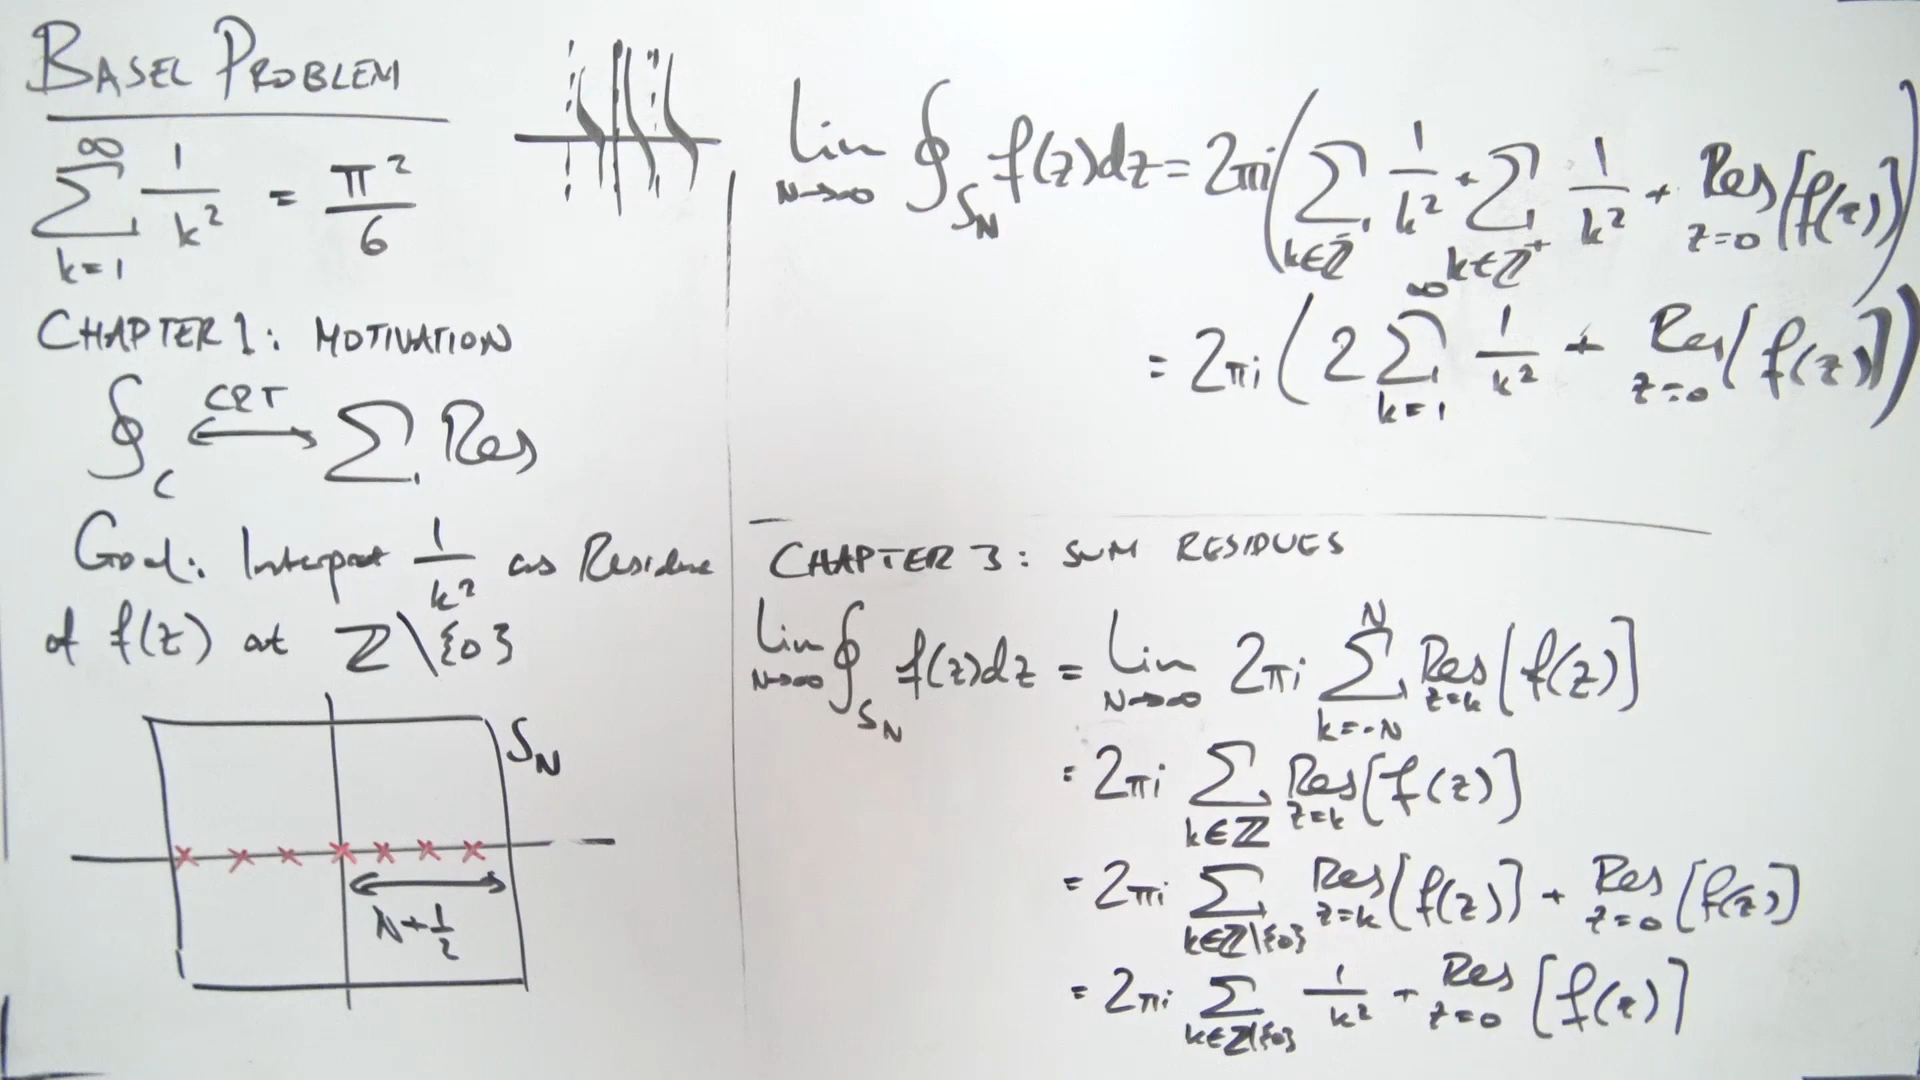 BASEL PROBLEM
∞
∑ 1/k² = π²/6
k=1
CHAPTER 1: MOTIVATION
∮_C ⟷ ∑ Res
CRT
Goal: Interpret 1/k² as Residue
of f(z) at ℤ\{0}
S_N
N+1/2
lim_{N→∞} ∮_{S_N} f(z)dz = 2πi(∑_{k∈ℤ⁻} 1/k² + ∑_{k∈ℤ⁺} 1/k² + Res_{z=0}[f(z)])
= 2πi(2∑_{k=1}^{∞} 1/k² + Res_{z=0}[f(z)])
CHAPTER 3: SUM RESIDUES
lim_{N→∞} ∮_{S_N} f(z)dz = lim_{N→∞} 2πi ∑_{k=-N}^{N} Res_{z=k}[f(z)]
= 2πi ∑_{k∈ℤ} Res_{z=k}[f(z)]
= 2πi ∑_{k∈ℤ\{0}} Res_{z=k}[f(z)] + Res_{z=0}[f(z)]
= 2πi ∑_{k∈ℤ\{0}} 1/k² + Res_{z=0}[f(z)]